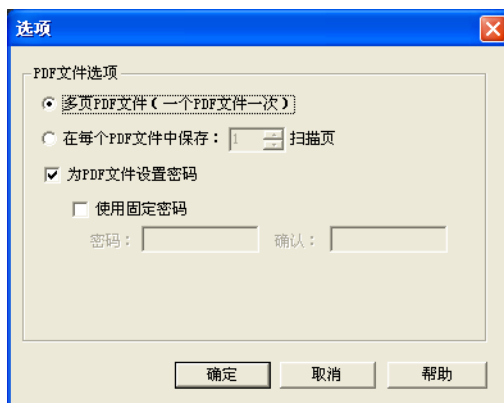 选项
PDF文件选项
多页PDF文件(一个PDF文件一次)
在每个PDF文件中保存: 1 扫描页
为PDF文件设置密码
使用固定密码
密码: 确认:
确定 取消 帮助